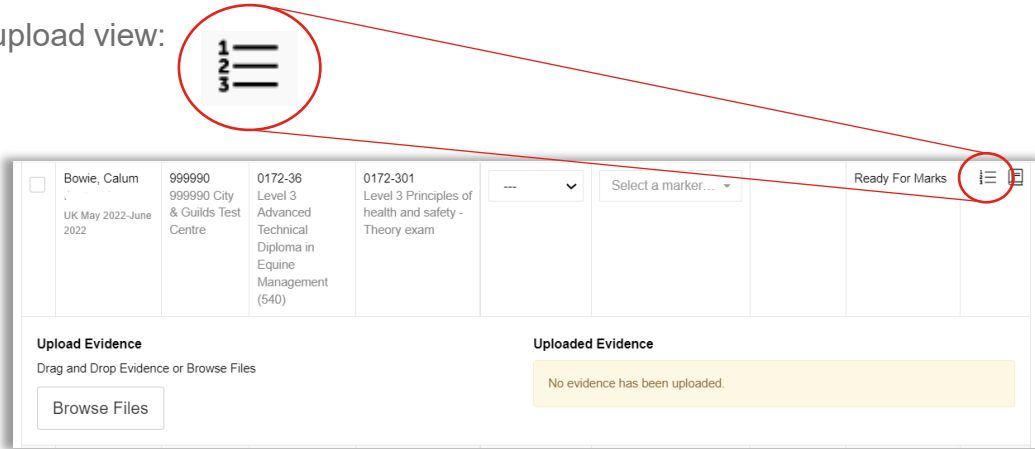 upload view:
1
2
3
Bowie, Calum
UK May 2022-June
2022
999990
999990 City
& Guilds Test
Centre
0172-36
Level 3
Advanced
Technical
Diploma in
Equine
Management
(540)
0172-301
Level 3 Principles of
health and safety -
Theory exam
---
Select a marker...
Ready For Marks
Upload Evidence
Drag and Drop Evidence or Browse Files
Browse Files
Uploaded Evidence
No evidence has been uploaded.